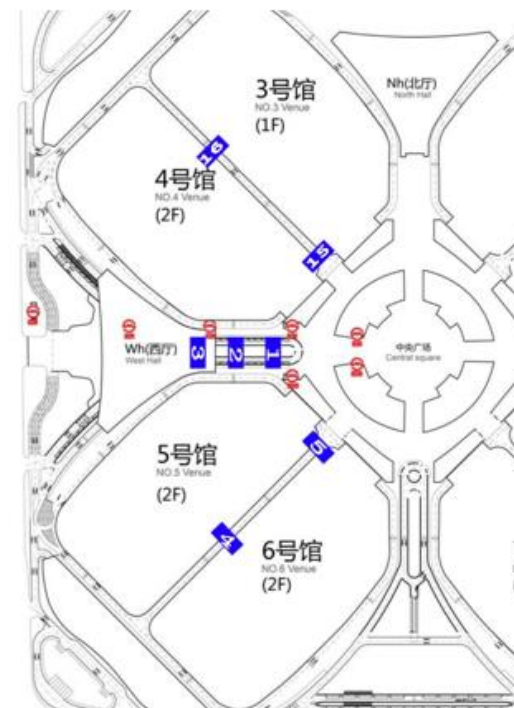 3号馆
NO.3 Venue
(1F)
Nh(北厅)
North Hall
16
4号馆
NO.4 Venue
(2F)
15
Wh(西厅)
West Hall
3
2
1
中央广场
Central square
5号馆
NO.5 Venue
(2F)
5
4
6号馆
NO.6 Venue
(2F)